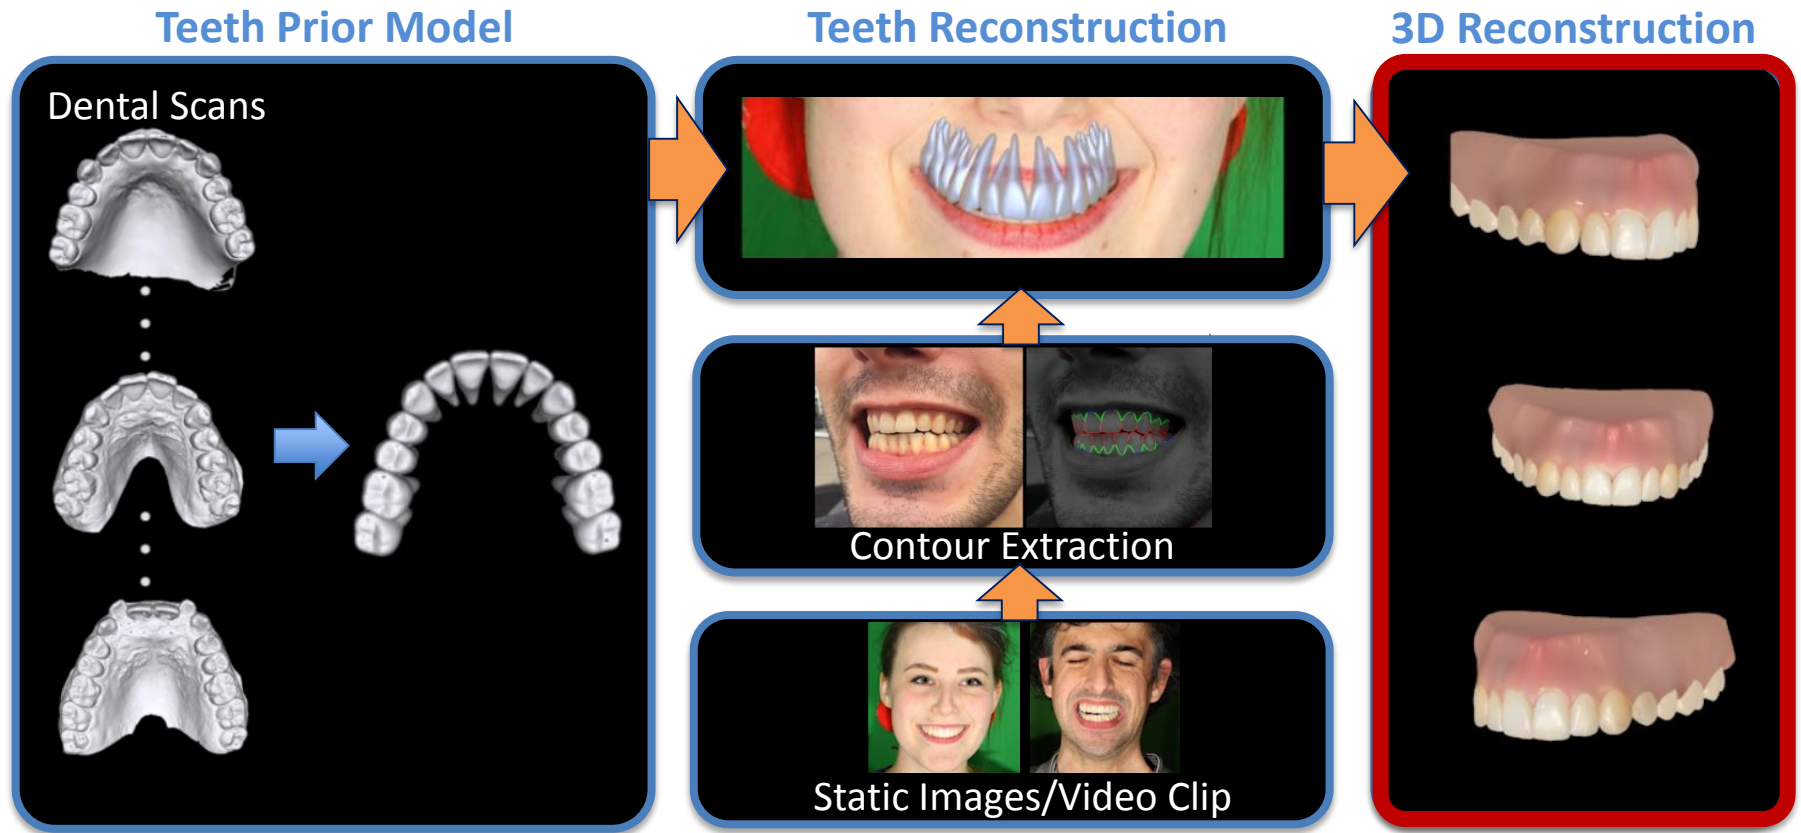 Teeth Prior Model
Teeth Reconstruction
3D Reconstruction
Dental Scans
Contour Extraction
Static Images/Video Clip